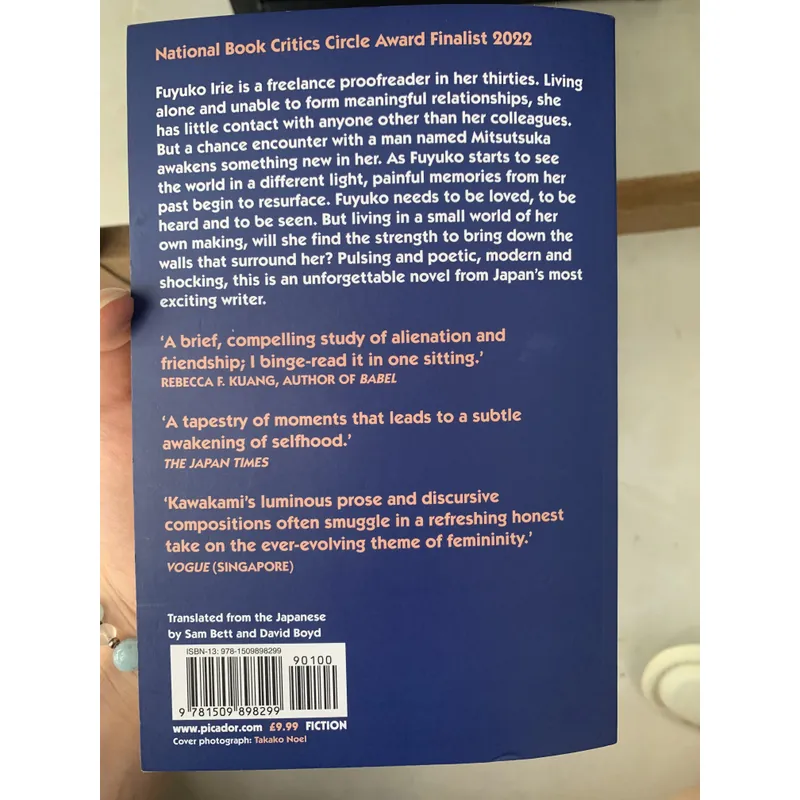 National Book Critics Circle Award Finalist 2022
Fuyuko Irie is a freelance proofreader in her thirties. Living
alone and unable to form meaningful relationships, she
has little contact with anyone other than her colleagues.
But a chance encounter with a man named Mitsutsuka
awakens something new in her. As Fuyuko starts to see
the world in a different light, painful memories from her
past begin to resurface. Fuyuko needs to be loved, to be
heard and to be seen. But living in a small world of her
own making, will she find the strength to bring down the
walls that surround her? Pulsing and poetic, modern and
shocking, this is an unforgettable novel from Japan's most
exciting writer.
'A brief, compelling study of alienation and
friendship; I binge-read it in one sitting.'
REBECCA F. KUANG, AUTHOR OF BABEL
'A tapestry of moments that leads to a subtle
awakening of selfhood.'
THE JAPAN TIMES
'Kawakami's luminous prose and discursive
compositions often smuggle in a refreshing honest
take on the ever-evolving theme of femininity.'
VOGUE (SINGAPORE)
Translated from the Japanese
by Sam Bett and David Boyd
ISBN-13: 978-1509898299
90100
9 781509 898299
www.picador.com £9.99 FICTION
Cover photograph: Takako Noel